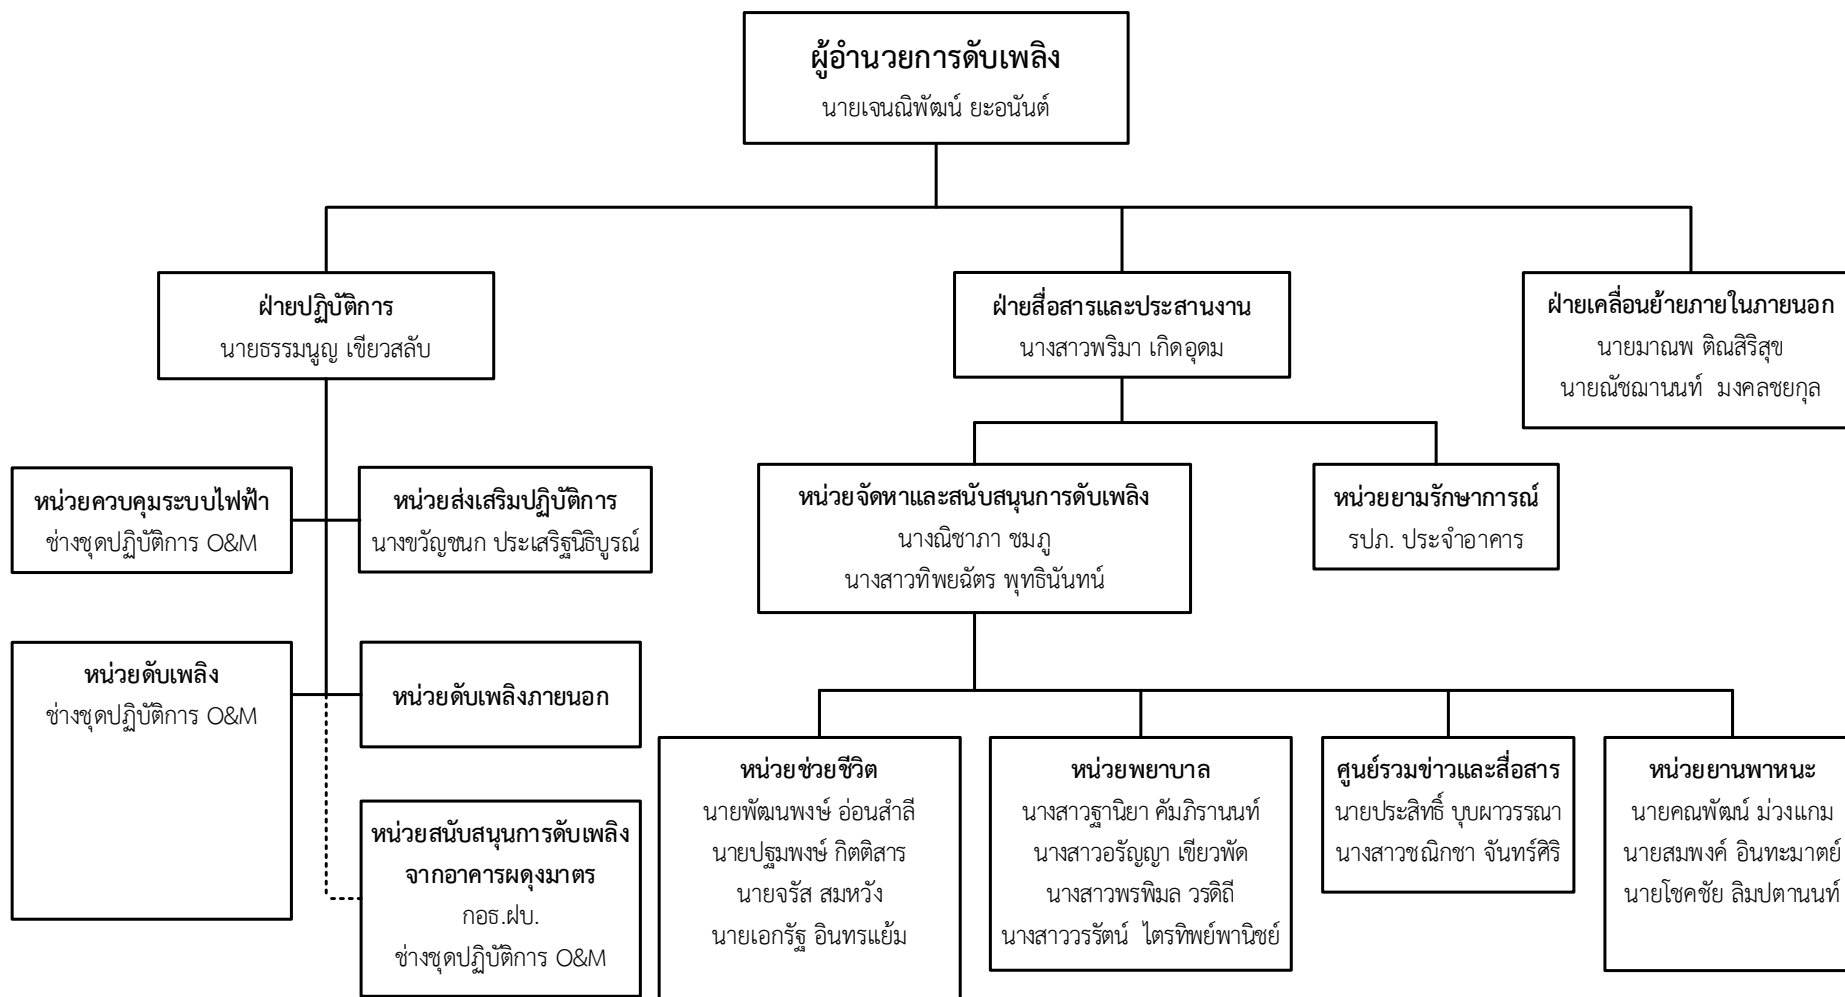 ผู้อำนวยการดับเพลิง
นายเจนณิพัฒน์ ยะอนันต์
ฝ่ายปฏิบัติการ
นายธรรมนูญ เขียวสลับ
ฝ่ายสื่อสารและประสานงาน
นางสาวพริมา เกิดอุดม
ฝ่ายเคลื่อนย้ายภายในภายนอก
นายมาณพ ติณสิริสุข
นายณัชฌานนท์ มงคลชยกุล
หน่วยควบคุมระบบไฟฟ้า
ช่างชุดปฏิบัติการ O&M
หน่วยส่งเสริมปฏิบัติการ
นางขวัญชนก ประเสริฐนิธิบูรณ์
หน่วยจัดหาและสนับสนุนการดับเพลิง
นางณิชาภา ชมภู
นางสาวทิพยฉัตร พุทธินันทน์
หน่วยยามรักษาการณ์
รปภ. ประจำอาคาร
หน่วยดับเพลิง
ช่างชุดปฏิบัติการ O&M
หน่วยดับเพลิงภายนอก
หน่วยสนับสนุนการดับเพลิง
จากอาคารผดุงมาตร
กอธ.ฝบ.
ช่างชุดปฏิบัติการ O&M
หน่วยช่วยชีวิต
นายพัฒนพงษ์ อ่อนสำลี
นายปฐมพงษ์ กิตติสาร
นายจรัส สมหวัง
นายเอกรัฐ อินทรแย้ม
หน่วยพยาบาล
นางสาวฐานิยา คัมภิรานนท์
นางสาวอรัญญา เขียวพัด
นางสาวพรพิมล วรดิถี
นางสาววรรัตน์ ไตรทิพย์พานิชย์
ศูนย์รวมข่าวและสื่อสาร
นายประสิทธิ์ บุบผาวรรณา
นางสาวชณิกชา จันทร์ศิริ
หน่วยยานพาหนะ
นายคณพัฒน์ ม่วงแกม
นายสมพงค์ อินทะมาตย์
นายโชคชัย ลิมปตานนท์